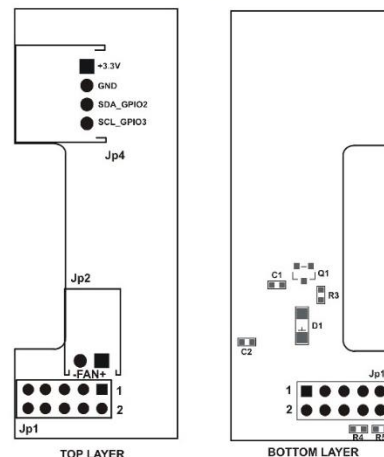 +3.3V
GND
SDA_GPIO2
SCL_GPIO3
Jp4
Jp2
-FAN+
1
2
Jp1
TOP LAYER
C1
Q1
R3
D1
C2
Jp1
1
2
R4
R5
BOTTOM LAYER